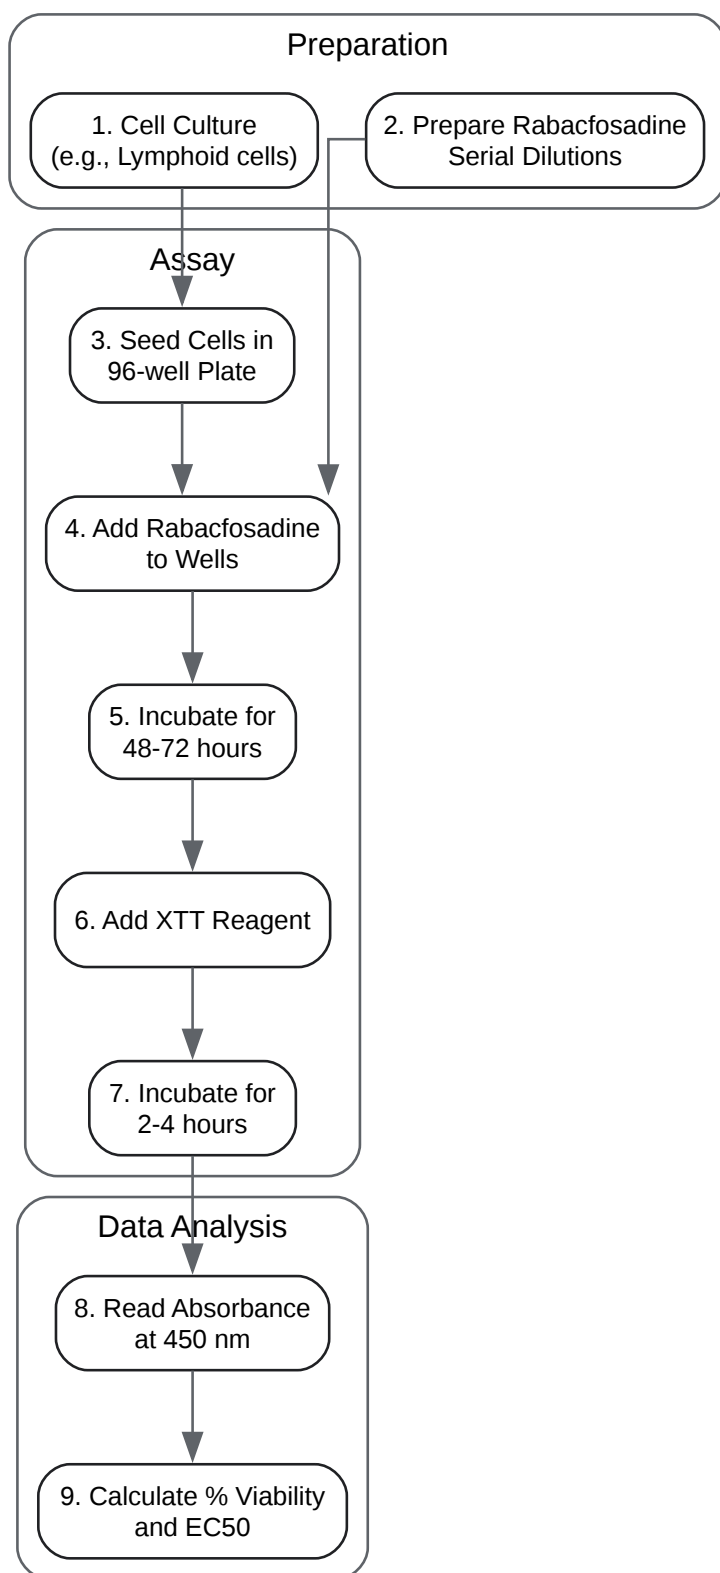 Preparation
1. Cell Culture
(e.g., Lymphoid cells)
2. Prepare Rabacfosadine
Serial Dilutions
Assay
3. Seed Cells in
96-well Plate
4. Add Rabacfosadine
to Wells
5. Incubate for
48-72 hours
6. Add XTT Reagent
7. Incubate for
2-4 hours
Data Analysis
8. Read Absorbance
at 450 nm
9. Calculate % Viability
and EC50